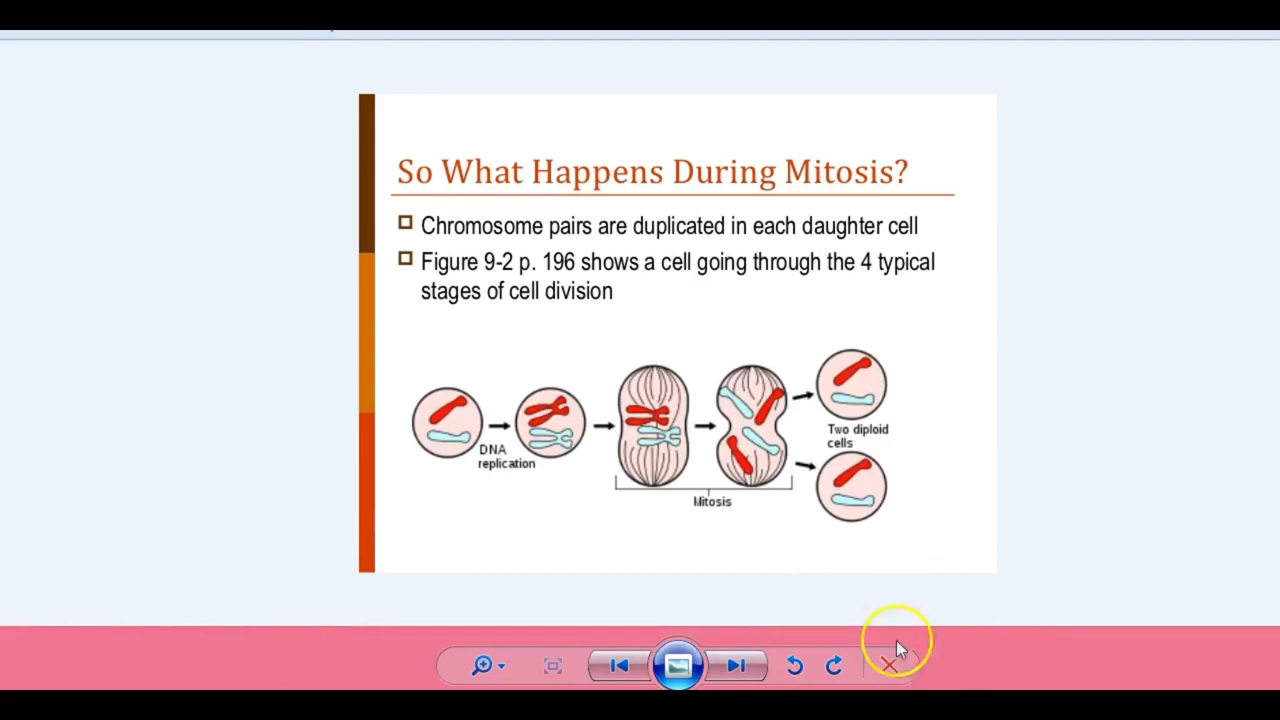 So What Happens During Mitosis?
Chromosome pairs are duplicated in each daughter cell
Figure 9-2 p. 196 shows a cell going through the 4 typical
stages of cell division
DNA
replication
Mitosis
Two diploid
cells